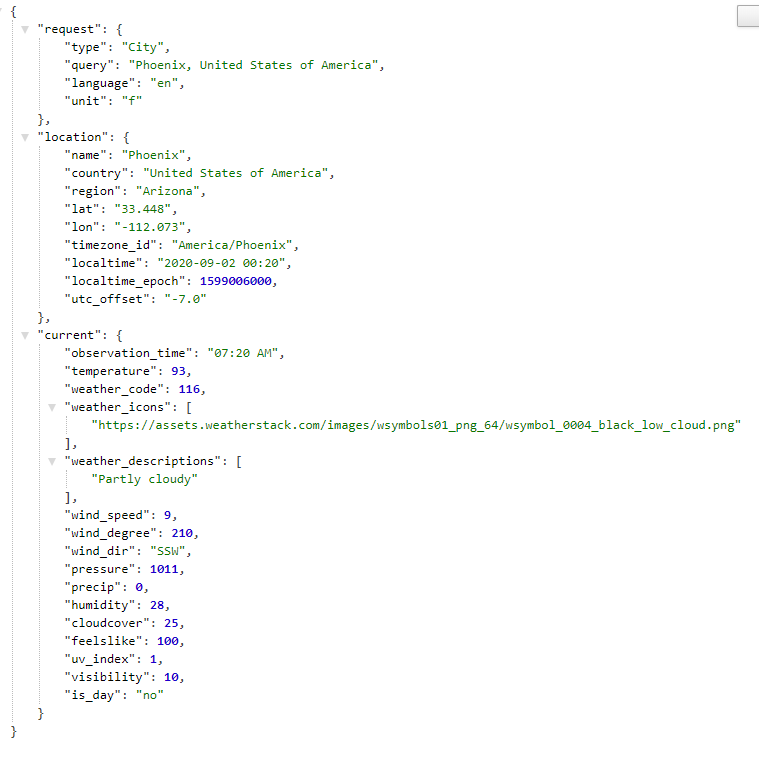 {
"request": {
"type": "City",
"query": "Phoenix, United States of America",
"language": "en",
"unit": "f"
},
"location": {
"name": "Phoenix",
"country": "United States of America",
"region": "Arizona",
"lat": "33.448",
"lon": "-112.073",
"timezone_id": "America/Phoenix",
"localtime": "2020-09-02 00:20",
"localtime_epoch": 1599006000,
"utc_offset": "-7.0"
},
"current": {
"observation_time": "07:20 AM",
"temperature": 93,
"weather_code": 116,
"weather_icons": [
"https://assets.weatherstack.com/images/wsymbols01_png_64/wsymbol_0004_black_low_cloud.png"
],
"weather_descriptions": [
"Partly cloudy"
],
"wind_speed": 9,
"wind_degree": 210,
"wind_dir": "SSW",
"pressure": 1011,
"precip": 0,
"humidity": 28,
"cloudcover": 25,
"feelslike": 100,
"uv_index": 1,
"visibility": 10,
"is_day": "no"
}
}